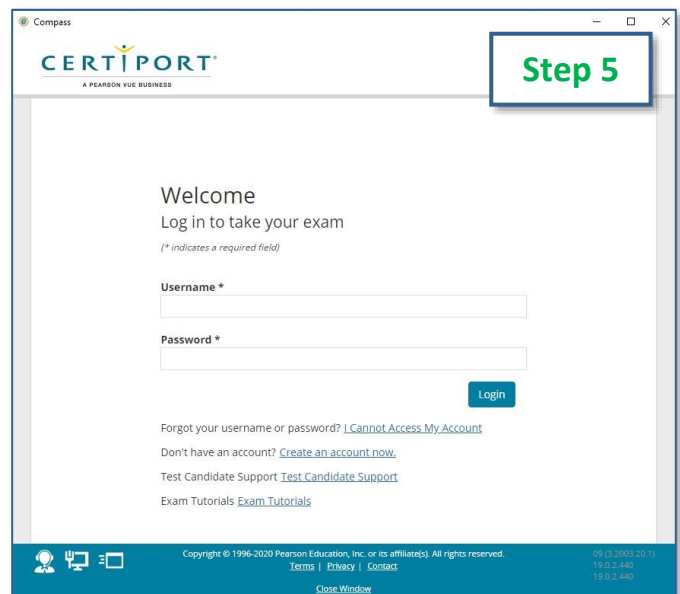 Compass
CERTIPORT®
A PEARSON VUE BUSINESS
Step 5
Welcome
Log in to take your exam
(* indicates a required field)
Username *
Password *
Login
Forgot your username or password? I Cannot Access My Account
Don't have an account? Create an account now.
Test Candidate Support Test Candidate Support
Exam Tutorials Exam Tutorials
Copyright © 1996-2020 Pearson Education, Inc. or its affiliate(s). All rights reserved.
Terms | Privacy | Contact
Close Window
09 (3.2003.20.1)
19.0.2.440
19.0.2.440